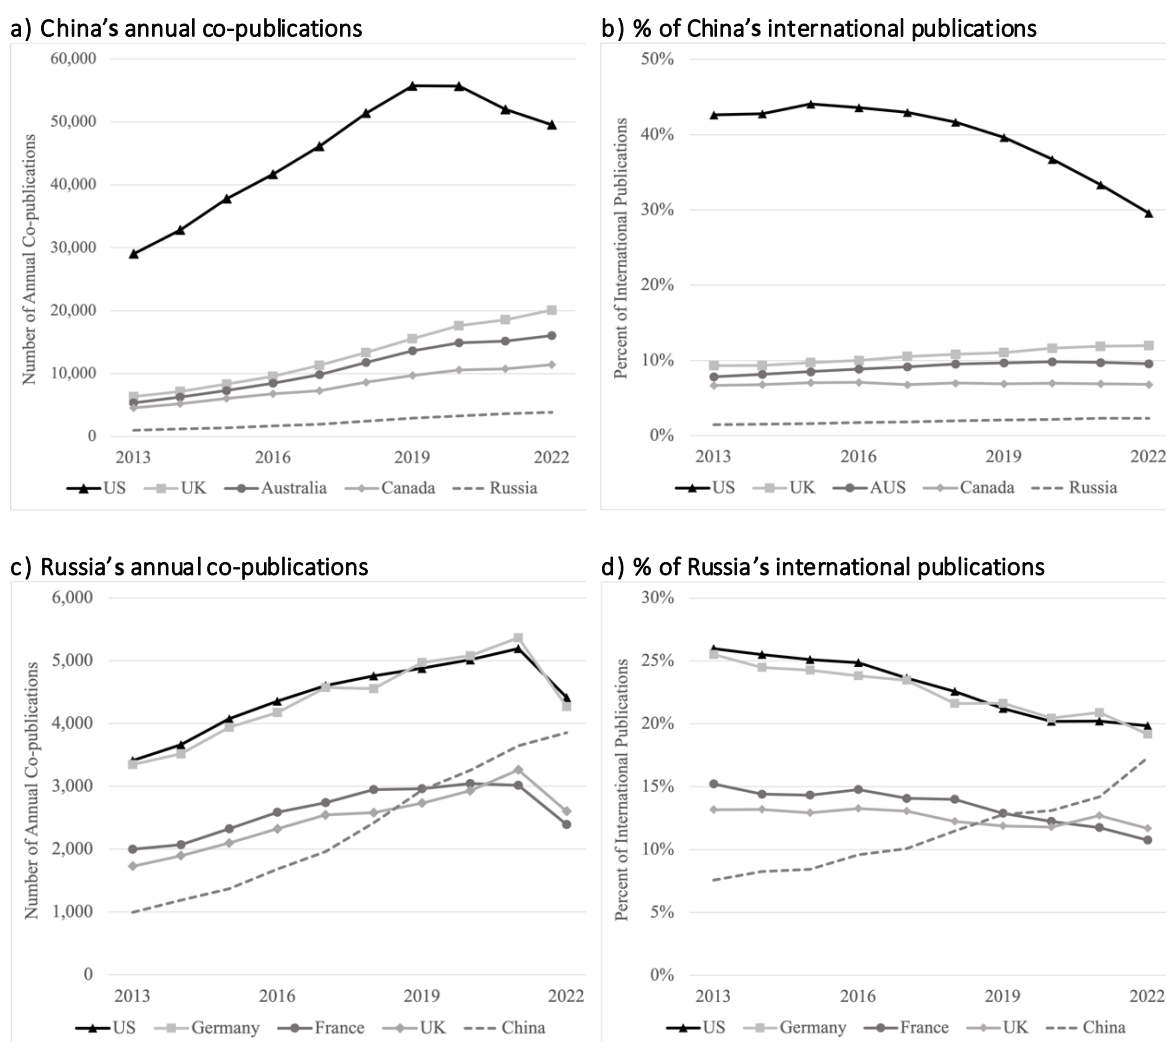 a) China's annual co-publications
60,000
50,000
40,000
30,000
20,000
10,000
0
Number of Annual Co-publications
2013 2016 2019 2022
US UK Australia Canada Russia
b) % of China's international publications
50%
40%
30%
20%
10%
0%
Percent of International Publications
2013 2016 2019 2022
US UK AUS Canada Russia
c) Russia's annual co-publications
6,000
5,000
4,000
3,000
2,000
1,000
0
Number of Annual Co-publications
2013 2016 2019 2022
US Germany France UK China
d) % of Russia's international publications
30%
25%
20%
15%
10%
5%
0%
Percent of International Publications
2013 2016 2019 2022
US Germany France UK China